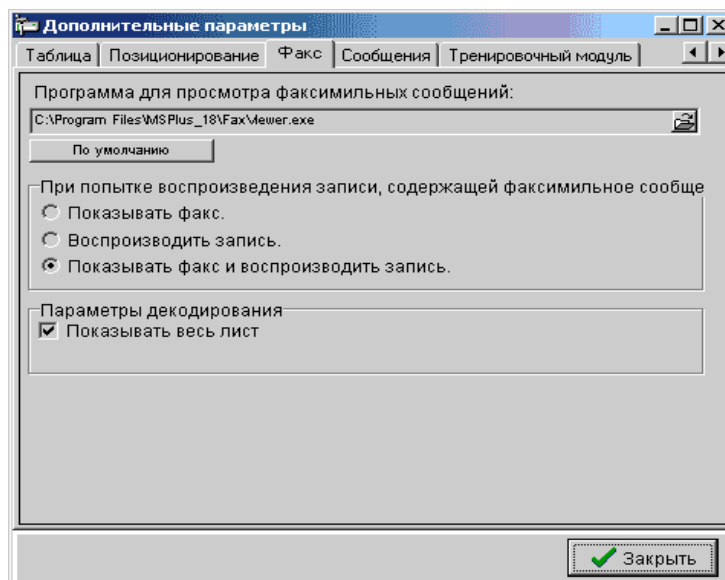 Дополнительные параметры
Таблица Позиционирование Факс Сообщения Тренировочный модуль
Программа для просмотра факсимильных сообщений:
C:\Program Files\MSPlus_18\FaxViewer.exe
По умолчанию
При попытке воспроизведения записи, содержащей факсимильное сообще
Показывать факс.
Воспроизводить запись.
Показывать факс и воспроизводить запись.
Параметры декодирования
Показывать весь лист
Закрыть